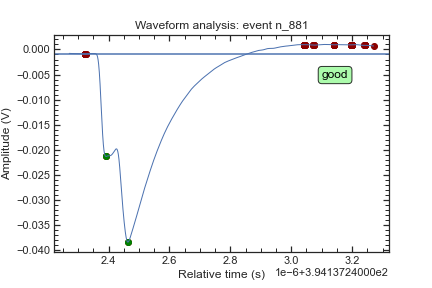 Waveform analysis: event n_881
0.000
−0.005
−0.010
−0.015
−0.020
−0.025
−0.030
−0.035
−0.040
Amplitude (V)
good
2.4 2.6 2.8 3.0 3.2
Relative time (s)
1e−6+3.9413724000e2